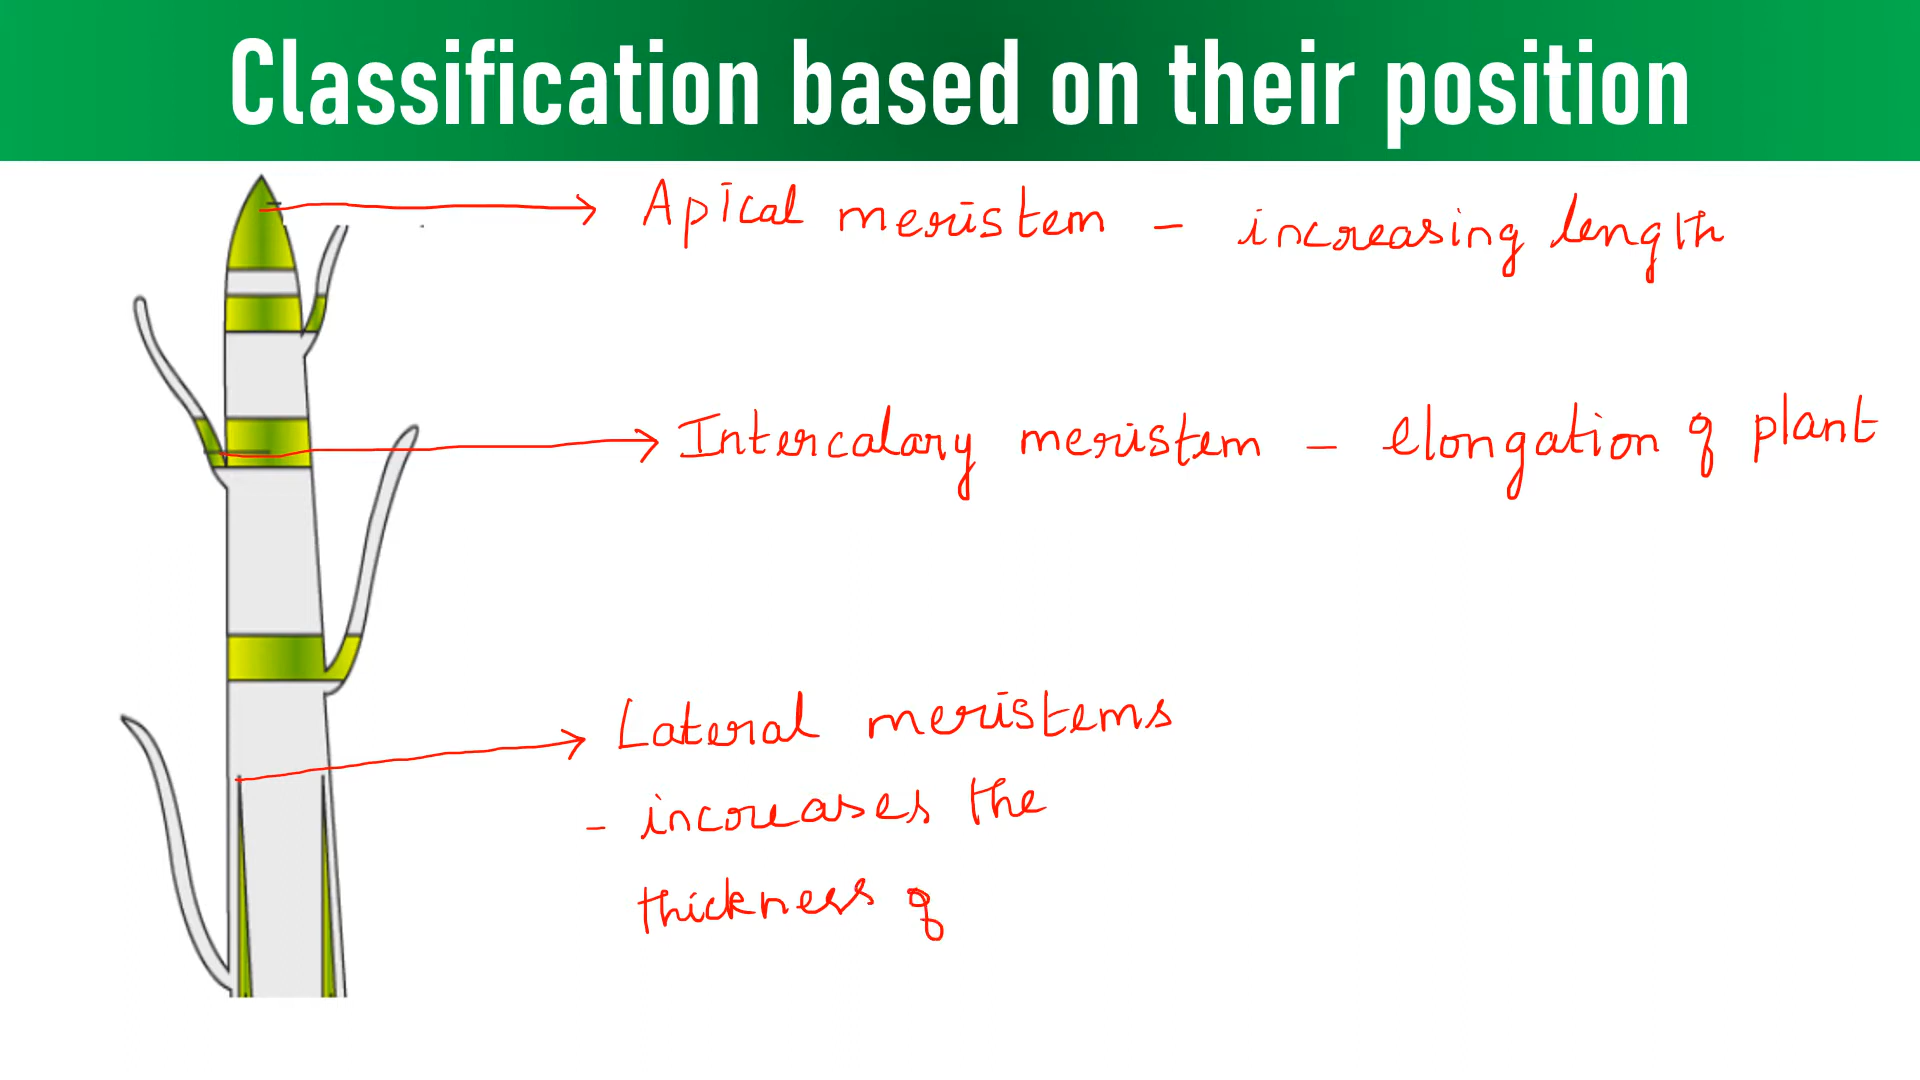 Classification based on their position
Apical meristem - increasing length
Intercalary meristem - elongation of plant
Lateral meristems
- increases the
thickness of